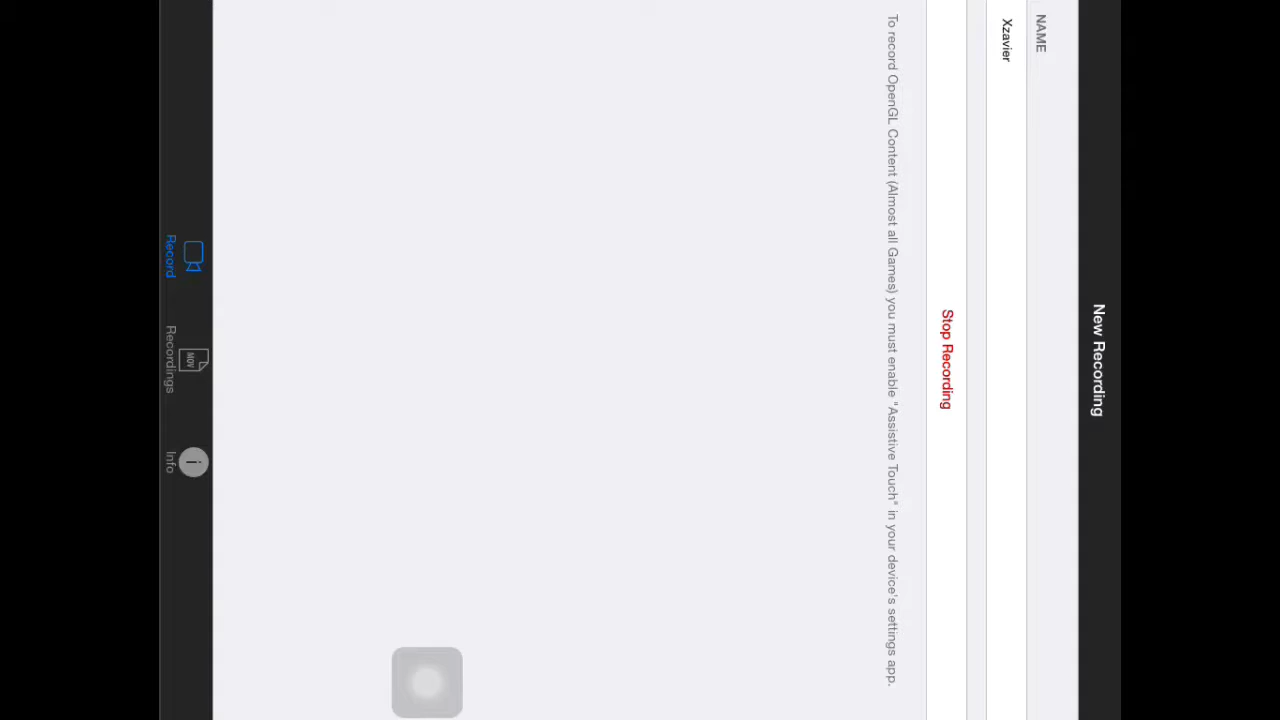 New Recording
NAME
Xzavier
Stop Recording
To record OpenGL Content (Almost all Games) you must enable "Assistive Touch" in your device's settings app.
Record
MOV
Recordings
i
Info